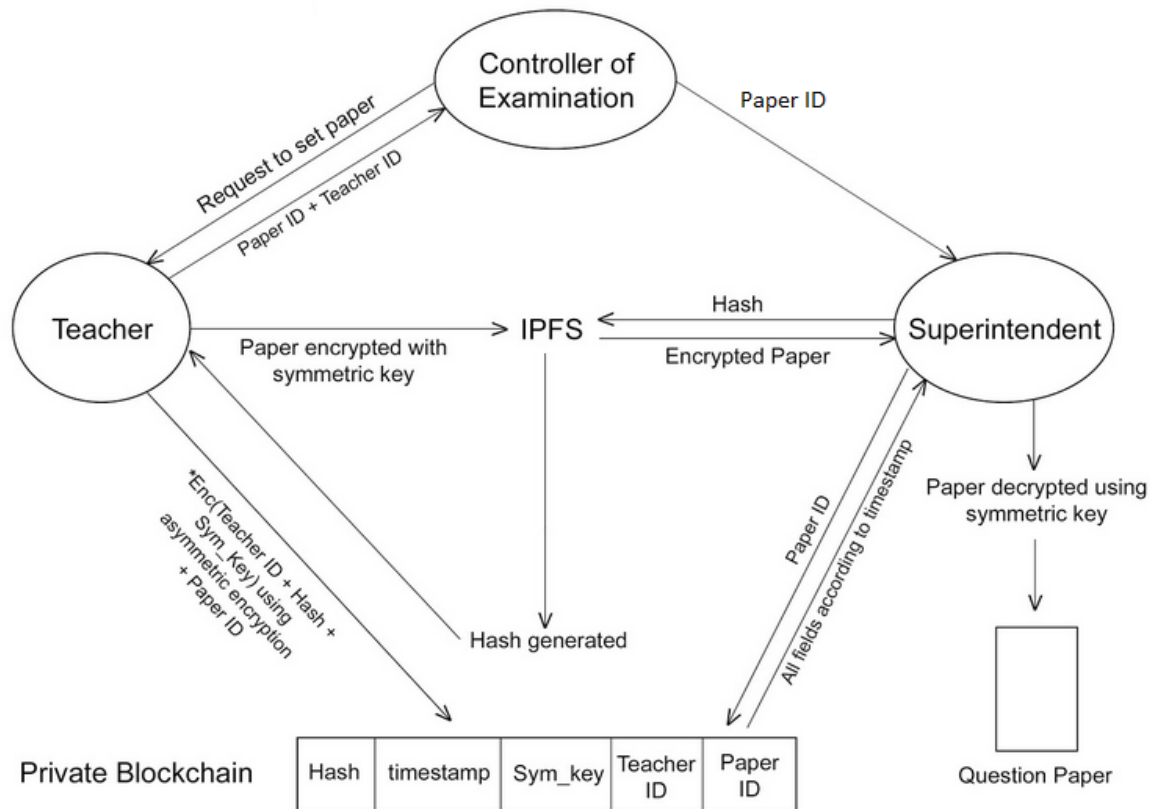 Controller of
Examination
Paper ID
Request to set paper
Paper ID + Teacher ID
Teacher
Paper encrypted with
symmetric key
IPFS
Hash
Encrypted Paper
Superintendent
*Enc(Teacher ID + Hash +
Sym_Key) using
asymmetric encryption
+ Paper ID
Hash generated
Paper ID
All fields according to timestamp
Paper decrypted using
symmetric key
Private Blockchain
Hash
timestamp
Sym_key
Teacher
ID
Paper
ID
Question Paper